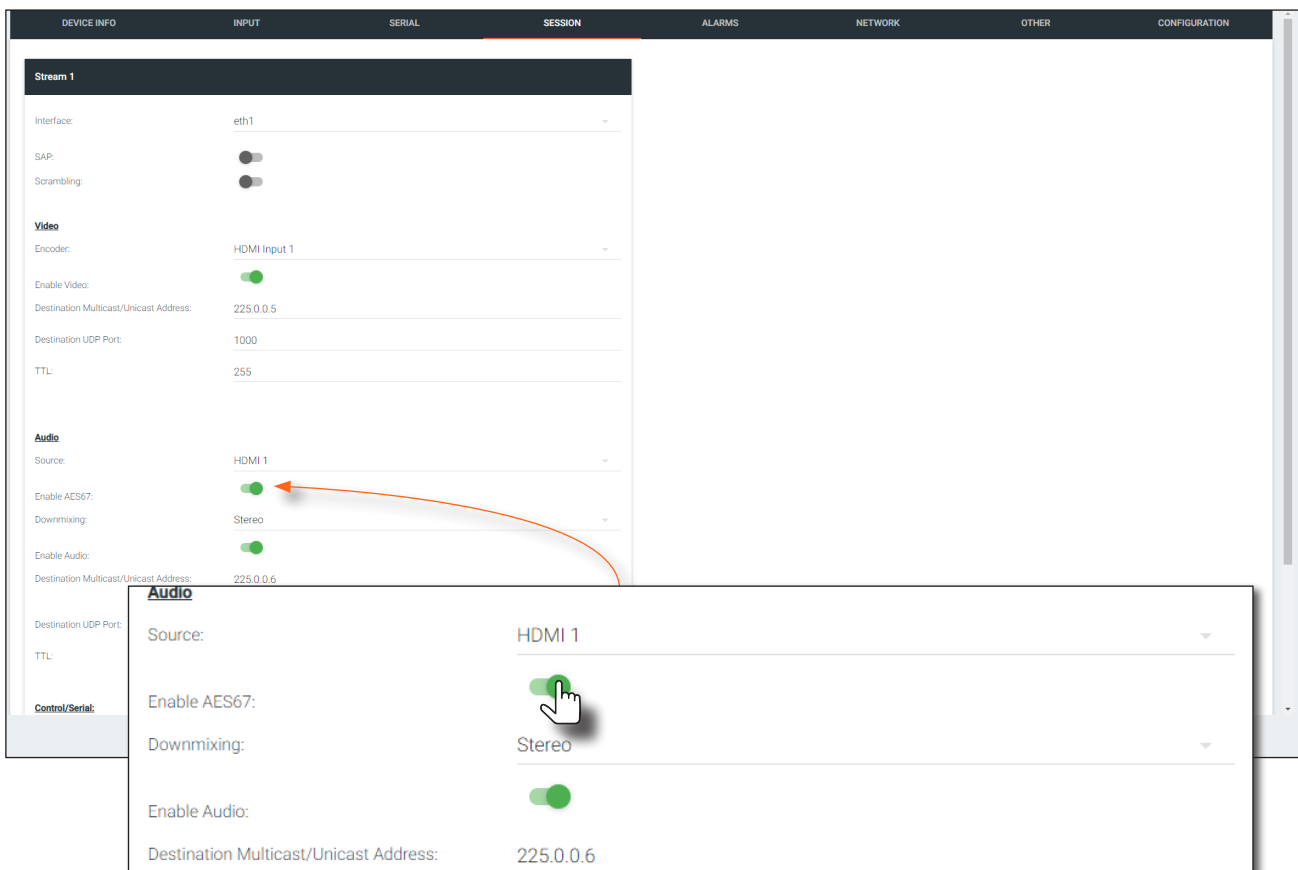 DEVICE INFO INPUT SERIAL SESSION ALARMS NETWORK OTHER CONFIGURATION
Stream 1
Interface: eth1
SAP:
Scrambling:
Video
Encoder: HDMI Input 1
Enable Video:
Destination Multicast/Unicast Address: 225.0.0.5
Destination UDP Port: 1000
TTL: 255
Audio
Source: HDMI 1
Enable AES67:
Downmixing: Stereo
Enable Audio:
Destination Multicast/Unicast Address: 225.0.0.6
Destination UDP Port:
TTL:
Control/Serial:
Audio
Source: HDMI 1
Enable AES67:
Downmixing: Stereo
Enable Audio:
Destination Multicast/Unicast Address: 225.0.0.6